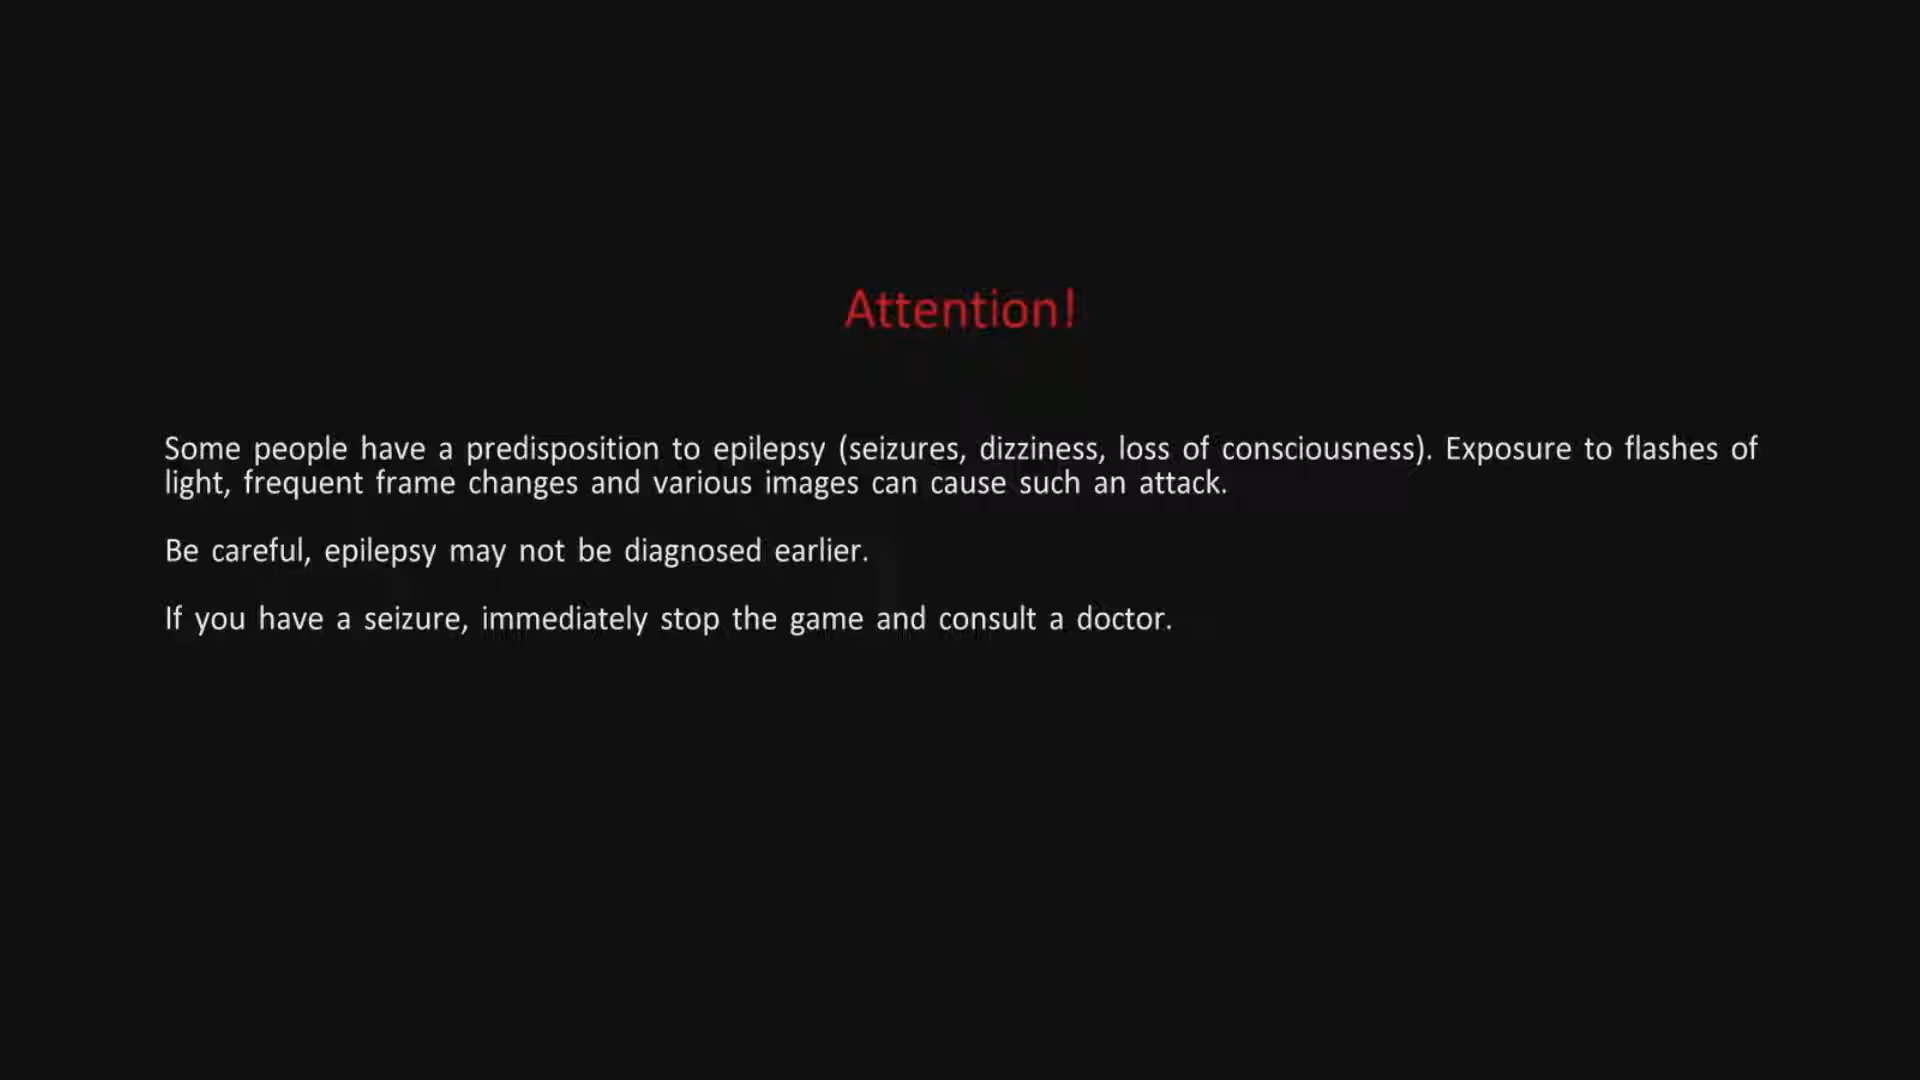 Attention!
Some people have a predisposition to epilepsy (seizures, dizziness, loss of consciousness). Exposure to flashes of
light, frequent frame changes and various images can cause such an attack.
Be careful, epilepsy may not be diagnosed earlier.
If you have a seizure, immediately stop the game and consult a doctor.